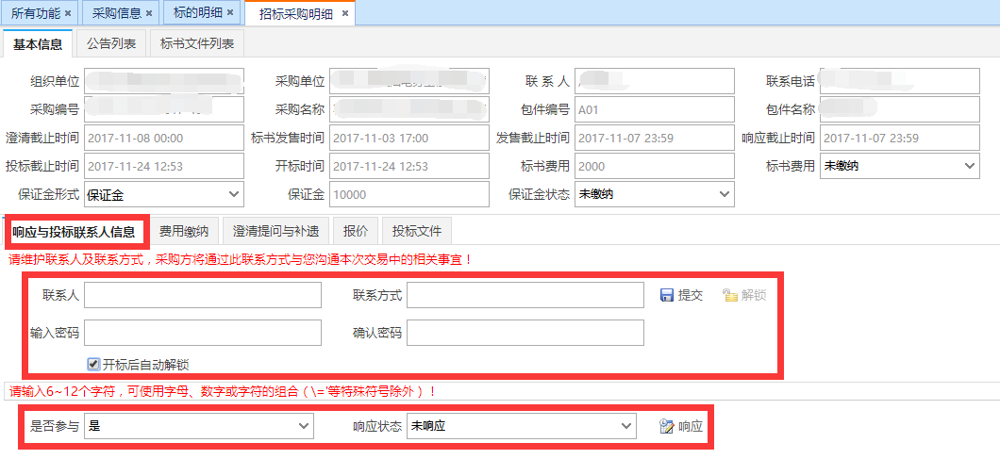 所有功能 × 采购信息 × 标的明细 × 招标采购明细 ×
基本信息 公告列表 标书文件列表
组织单位 采购单位 联 系 人 联系电话
采购编号 采购名称 包件编号 A01 包件名称
澄清截止时间 2017-11-08 00:00 标书发售时间 2017-11-03 17:00 发售截止时间 2017-11-07 23:59 响应截止时间 2017-11-07 23:59
投标截止时间 2017-11-24 12:53 开标时间 2017-11-24 12:53 标书费用 2000 标书费用 未缴纳
保证金形式 保证金 保证金 10000 保证金状态 未缴纳
响应与投标联系人信息 费用缴纳 澄清提问与补遗 报价 投标文件
请维护联系人及联系方式，采购方将通过此联系方式与您沟通本次交易中的相关事宜！
联系人 联系方式 提交 解锁
输入密码 确认密码
开标后自动解锁
请输入6~12个字符，可使用字母、数字或字符的组合（\='等特殊符号除外）！
是否参与 是 响应状态 未响应 响应